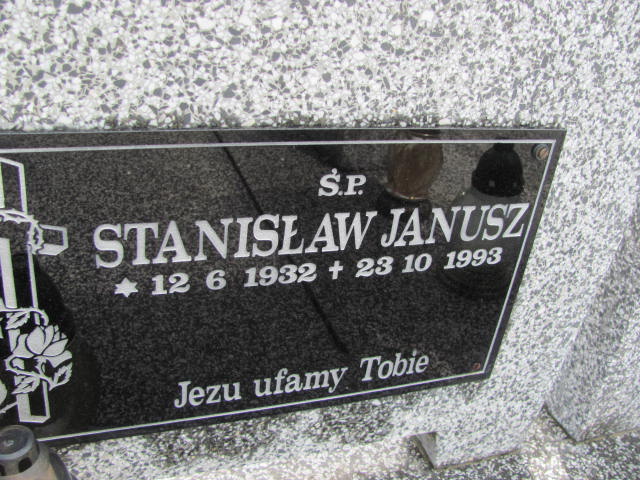 Ś.P.
STANISŁAW JANUSZ
* 12 6 1932 † 23 10 1993
Jezu ufamy Tobie